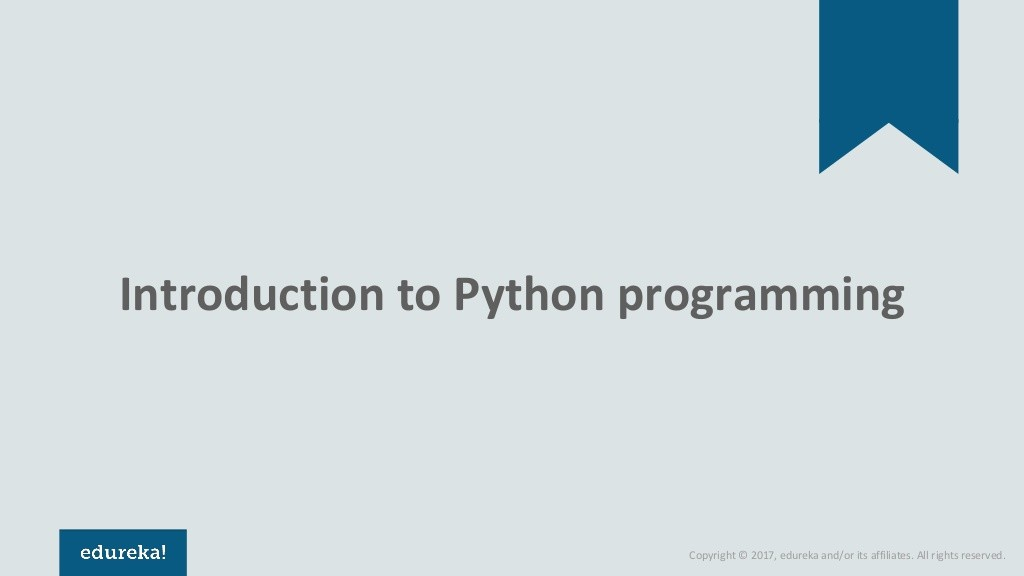 Introduction to Python programming
edureka!
Copyright © 2017, edureka and/or its affiliates. All rights reserved.